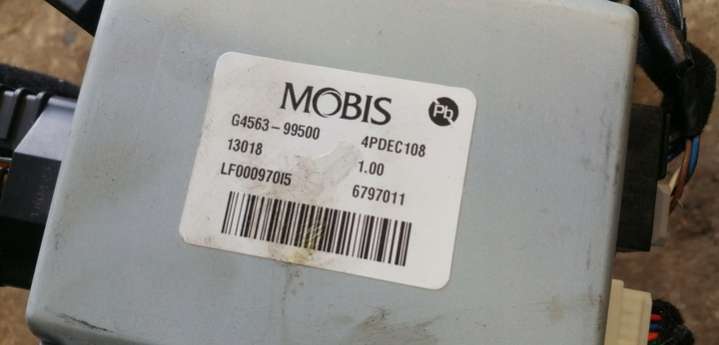 MOBIS
Pb
G4563-99500 4PDEC108
13018 1.00
LF00097015 6797011